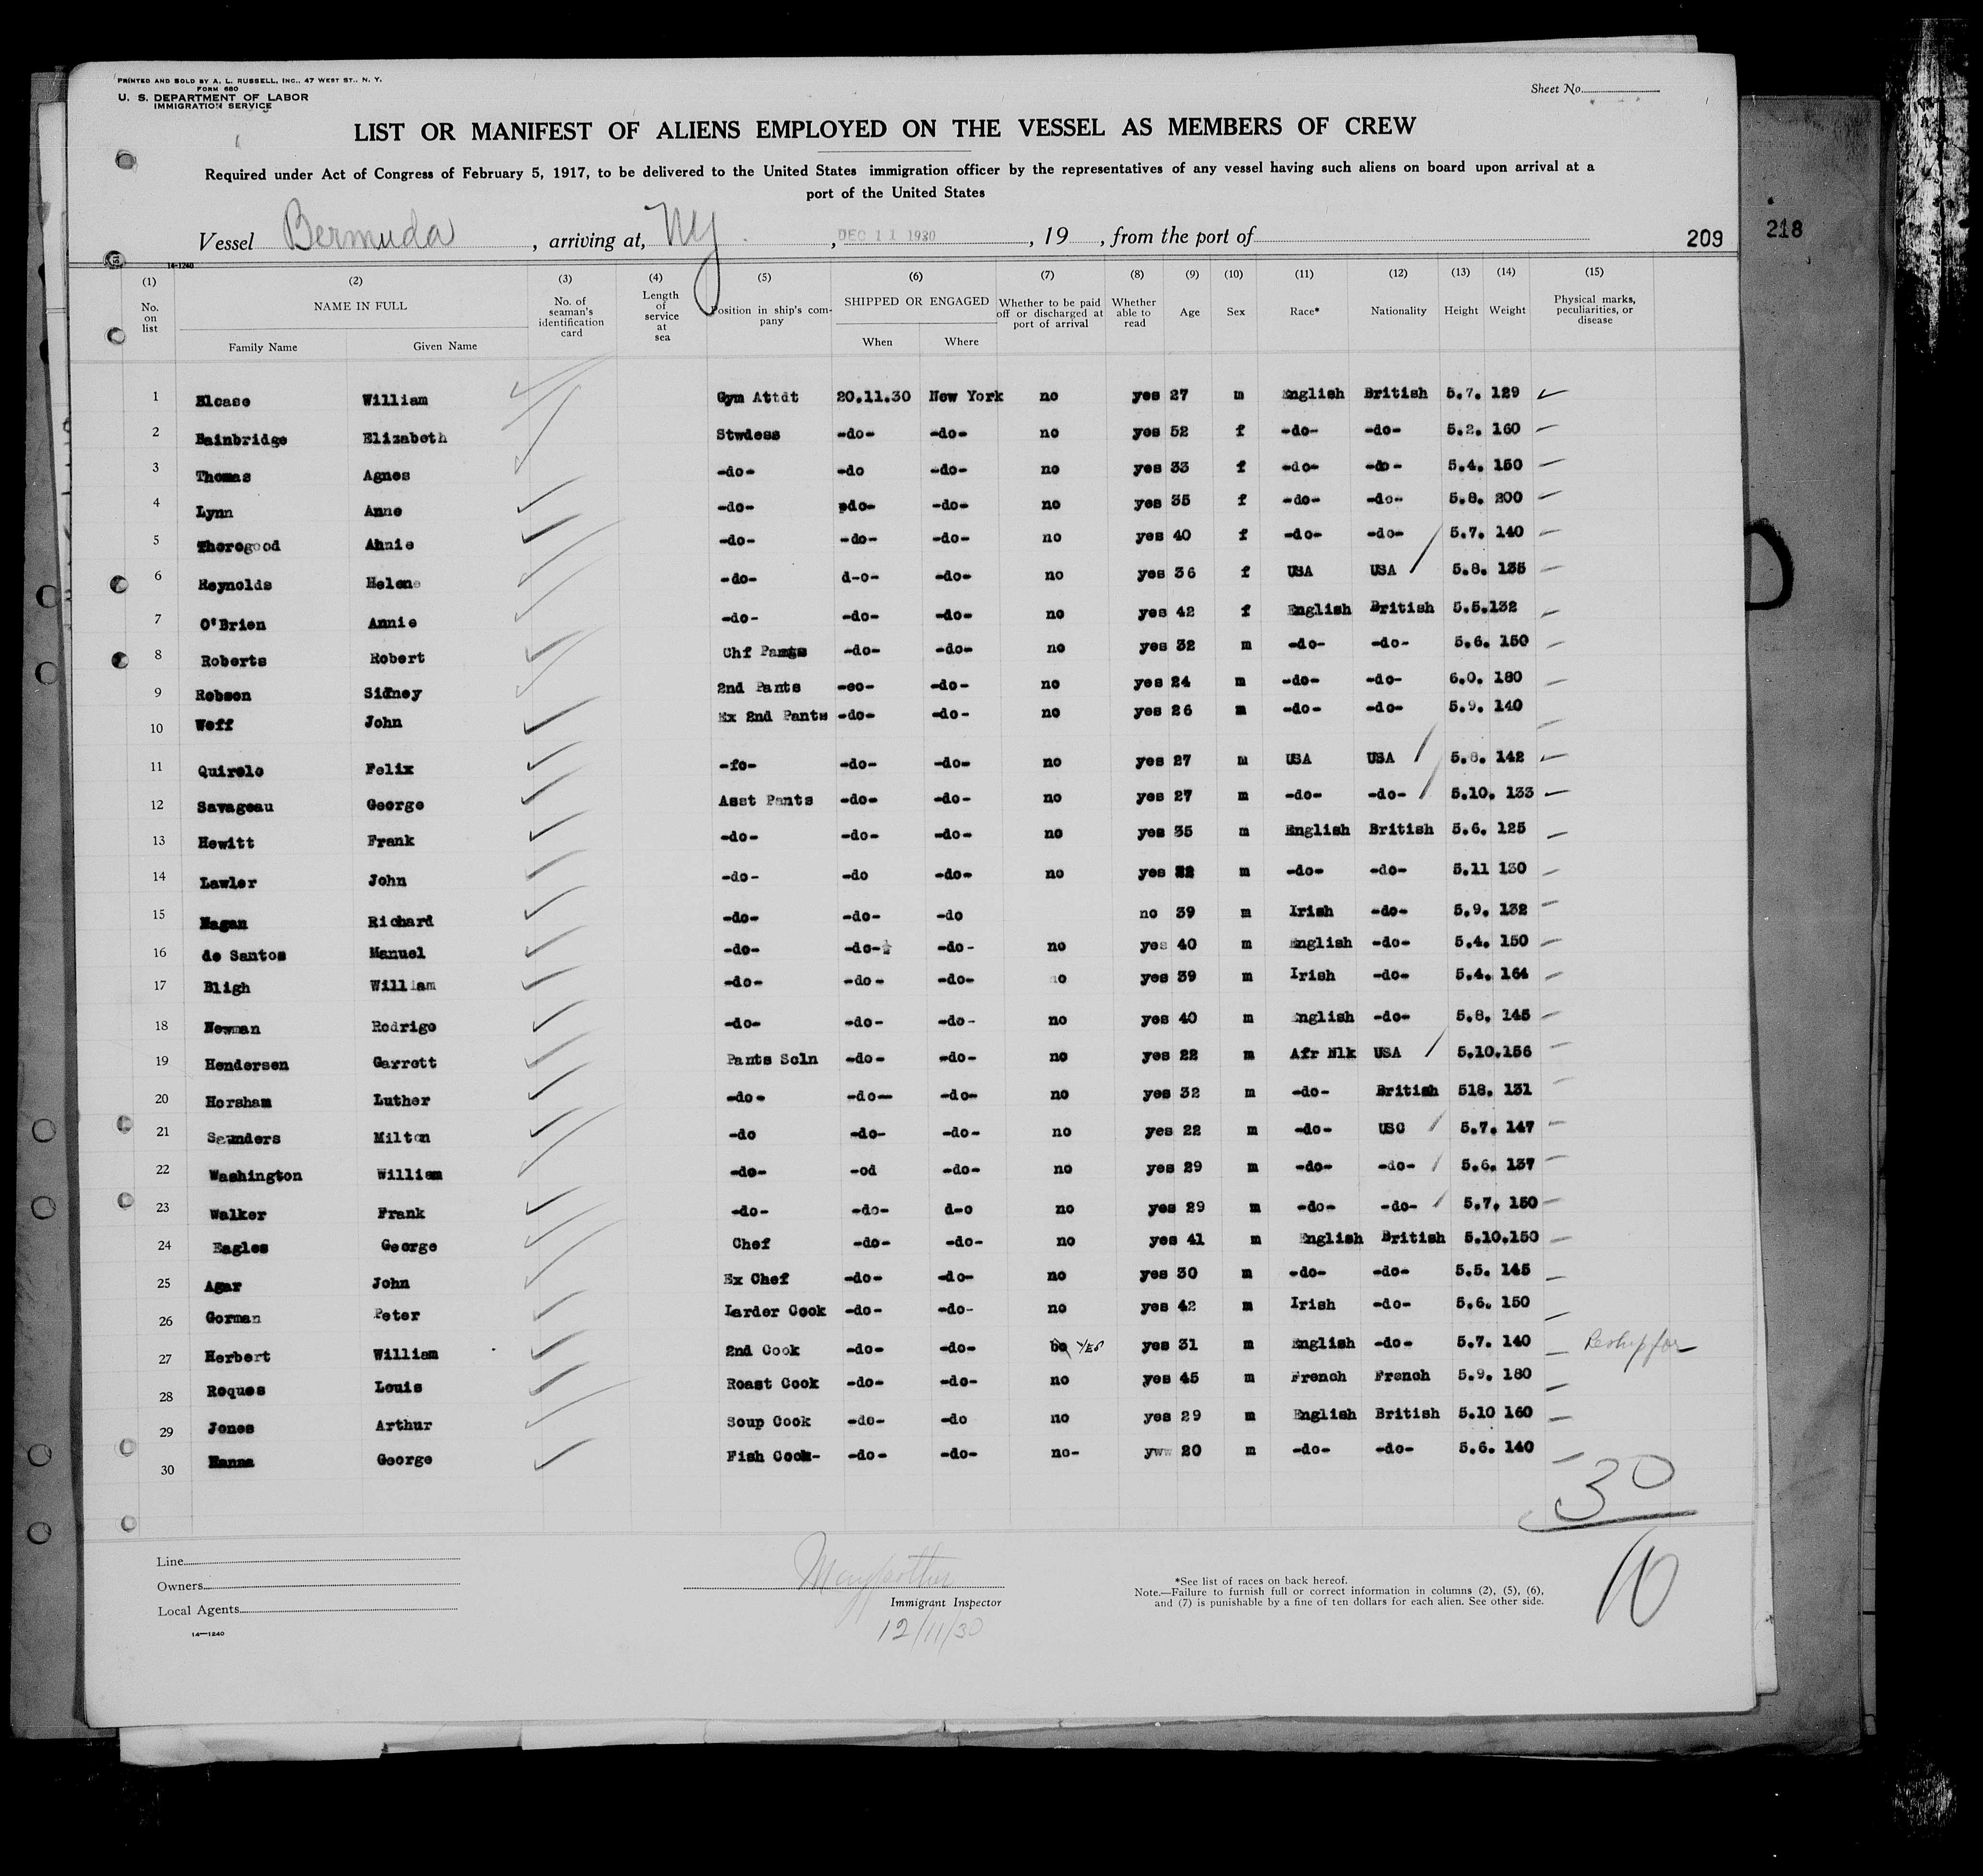 PRINTED AND SOLD BY A. L. RUSSELL, INC., 47 WEST ST., N. Y.
FORM 680
U. S. DEPARTMENT OF LABOR
IMMIGRATION SERVICE
Sheet No.
LIST OR MANIFEST OF ALIENS EMPLOYED ON THE VESSEL AS MEMBERS OF CREW
Required under Act of Congress of February 5, 1917, to be delivered to the United States immigration officer by the representatives of any vessel having such aliens on board upon arrival at a
port of the United States
Vessel Bermuda, arriving at, NY., DEC 11 1930, 19 , from the port of
209 218
14-1240
(1) (2) (3) (4) (5) (6) (7) (8) (9) (10) (11) (12) (13) (14) (15)
No. on list NAME IN FULL Family Name Given Name No. of seaman's identification card Length of service at sea Position in ship's company SHIPPED OR ENGAGED When Where Whether to be paid off or discharged at port of arrival Whether able to read Age Sex Race* Nationality Height Weight Physical marks, peculiarities, or disease
1 Elcase William Gym Attdt 20.11.30 New York no yes 27 m English British 5.7. 129
2 Bainbridge Elizabeth Stwdess -do- -do- no yes 52 f -do- -do- 5.2. 160
3 Thomas Agnes -do- -do -do- no yes 33 f -do- -do- 5.4. 150
4 Lynn Anne -do- pdo- -do- no yes 35 f -do- -do- 5.8. 200
5 Thorogood Annie -do- -do- -do- no yes 40 f -do- -do- 5.7. 140
6 Reynolds Helene -do- d-o- -do- no yes 36 f USA USA 5.8. 135
7 O'Brien Annie -do- -do- -do- no yes 42 f English British 5.5.132
8 Roberts Robert Chf Pants -do- -do- no yes 32 m -do- -do- 5.6. 150
9 Robson Sidney 2nd Pants -eo- -do- no yes 24 m -do- -do- 6.0. 180
10 Woff John Ex 2nd Pants -do- -do- no yes 26 m -do- -do- 5.9. 140
11 Quirolo Felix -fo- -do- -do- no yes 27 m USA USA 5.8. 142
12 Savageau George Asst Pants -do- -do- no yes 27 m -do- -do- 5.10. 133
13 Hewitt Frank -do- -do- -do- no yes 35 m English British 5.6. 125
14 Lawler John -do- -do -do- no yes m -do- -do- 5.11 130
15 Nagan Richard -do- -do- -do no 39 m Irish -do- 5.9. 132
16 de Santos Manuel -do- -do-½ -do- no yes 40 m English -do- 5.4. 150
17 Bligh William -do- -do- -do- no yes 39 m Irish -do- 5.4. 164
18 Newman Rodrigo -do- -do- -do- no yes 40 m English -do- 5.8. 145
19 Henderson Garrett Pants Scln -do- -do- no yes 22 m Afr Blk USA 5.10.156
20 Horsham Luther -do- -do- -do- no yes 32 m -do- British 518. 131
21 Saunders Milton -do -do- -do- no yes 22 m -do- USC 5.7. 147
22 Washington William -do- -od -do- no yes 29 m -do- -do- 5.6. 137
23 Walker Frank -do- -do- d-o no yes 29 m -do- -do- 5.7. 150
24 Eagles George Chef -do- -do- no yes 41 m English British 5.10.150
25 Agar John Ex Chef -do- -do- no yes 30 m -do- -do- 5.5. 145
26 Gorman Peter Larder Cook -do- -do- no yes 42 m Irish -do- 5.6. 150
27 Herbert William 2nd Cook -do- -do- YES yes 31 m English -do- 5.7. 140
28 Roques Louis Roast Cook -do- -do- no yes 45 m French French 5.9. 180
29 Jones Arthur Soup Cook -do- -do no yes 29 m English British 5.10 160
30 Hanna George Fish Cook- -do- -do- no- yww 20 m -do- -do- 5.6. 140
30
10
Line
Owners
Local Agents
14—1240
Immigrant Inspector
12/11/30
*See list of races on back hereof.
Note.—Failure to furnish full or correct information in columns (2), (5), (6),
and (7) is punishable by a fine of ten dollars for each alien. See other side.